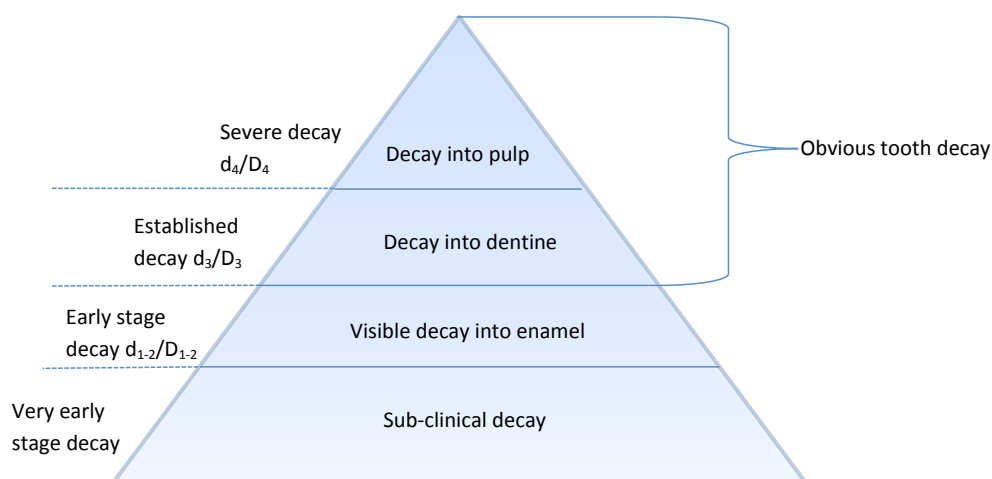 Severe decay
d₄/D₄
Decay into pulp
Obvious tooth decay
Established
decay d₃/D₃
Decay into dentine
Early stage
decay d₁₋₂/D₁₋₂
Visible decay into enamel
Very early
stage decay
Sub-clinical decay